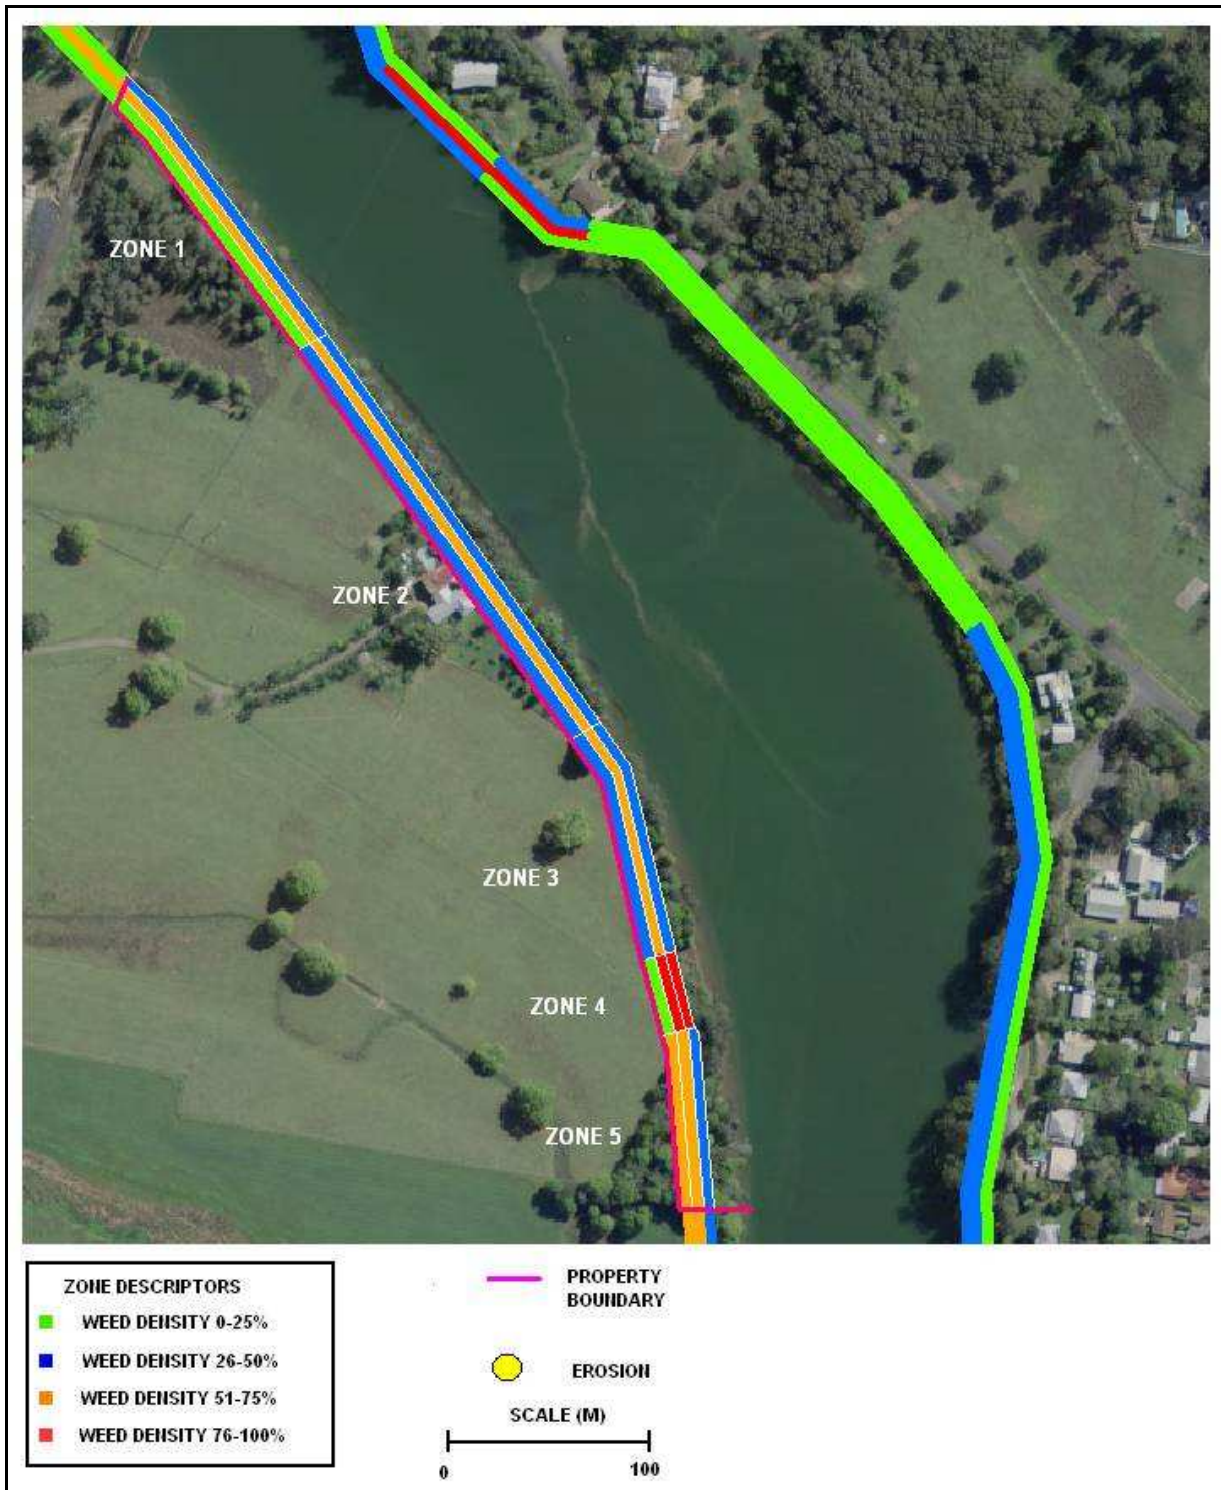 ZONE 1
ZONE 2
ZONE 3
ZONE 4
ZONE 5
ZONE DESCRIPTORS
WEED DENSITY 0-25%
WEED DENSITY 26-50%
WEED DENSITY 51-75%
WEED DENSITY 76-100%
PROPERTY
BOUNDARY
EROSION
SCALE (M)
0 100